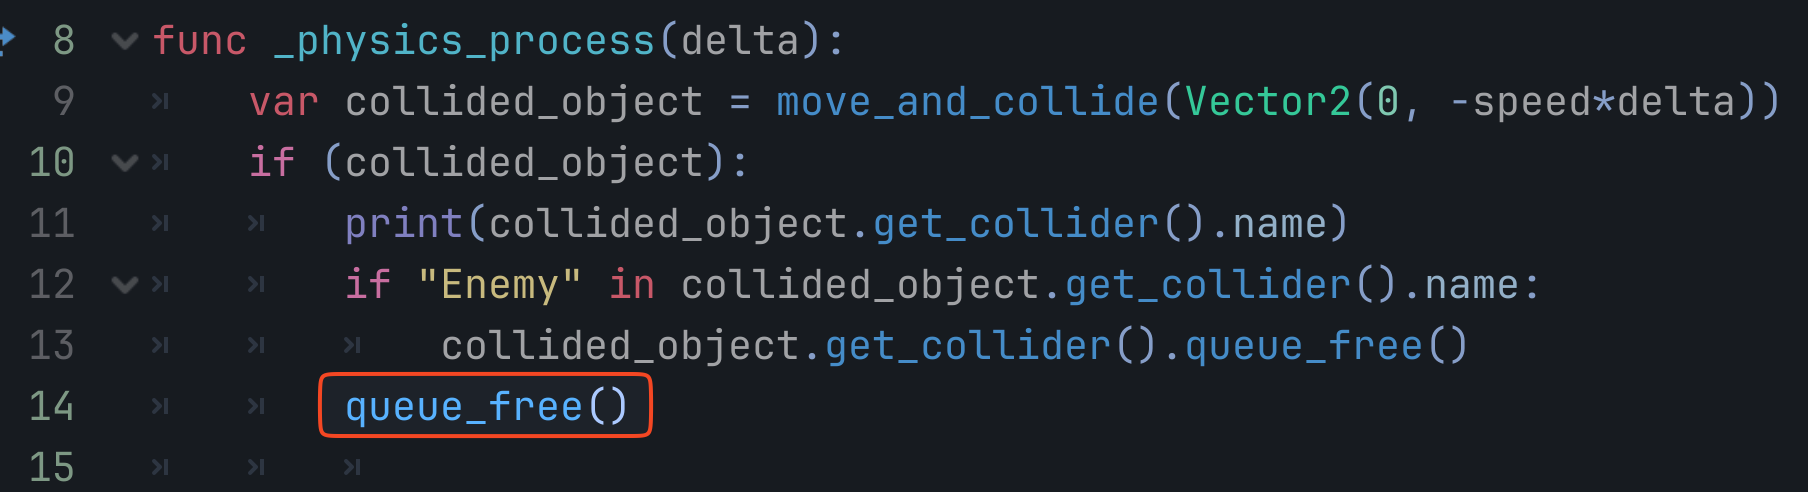 8 func _physics_process(delta):
9 var collided_object = move_and_collide(Vector2(0, -speed*delta))
10 if (collided_object):
11 print(collided_object.get_collider().name)
12 if "Enemy" in collided_object.get_collider().name:
13 collided_object.get_collider().queue_free()
14 queue_free()
15